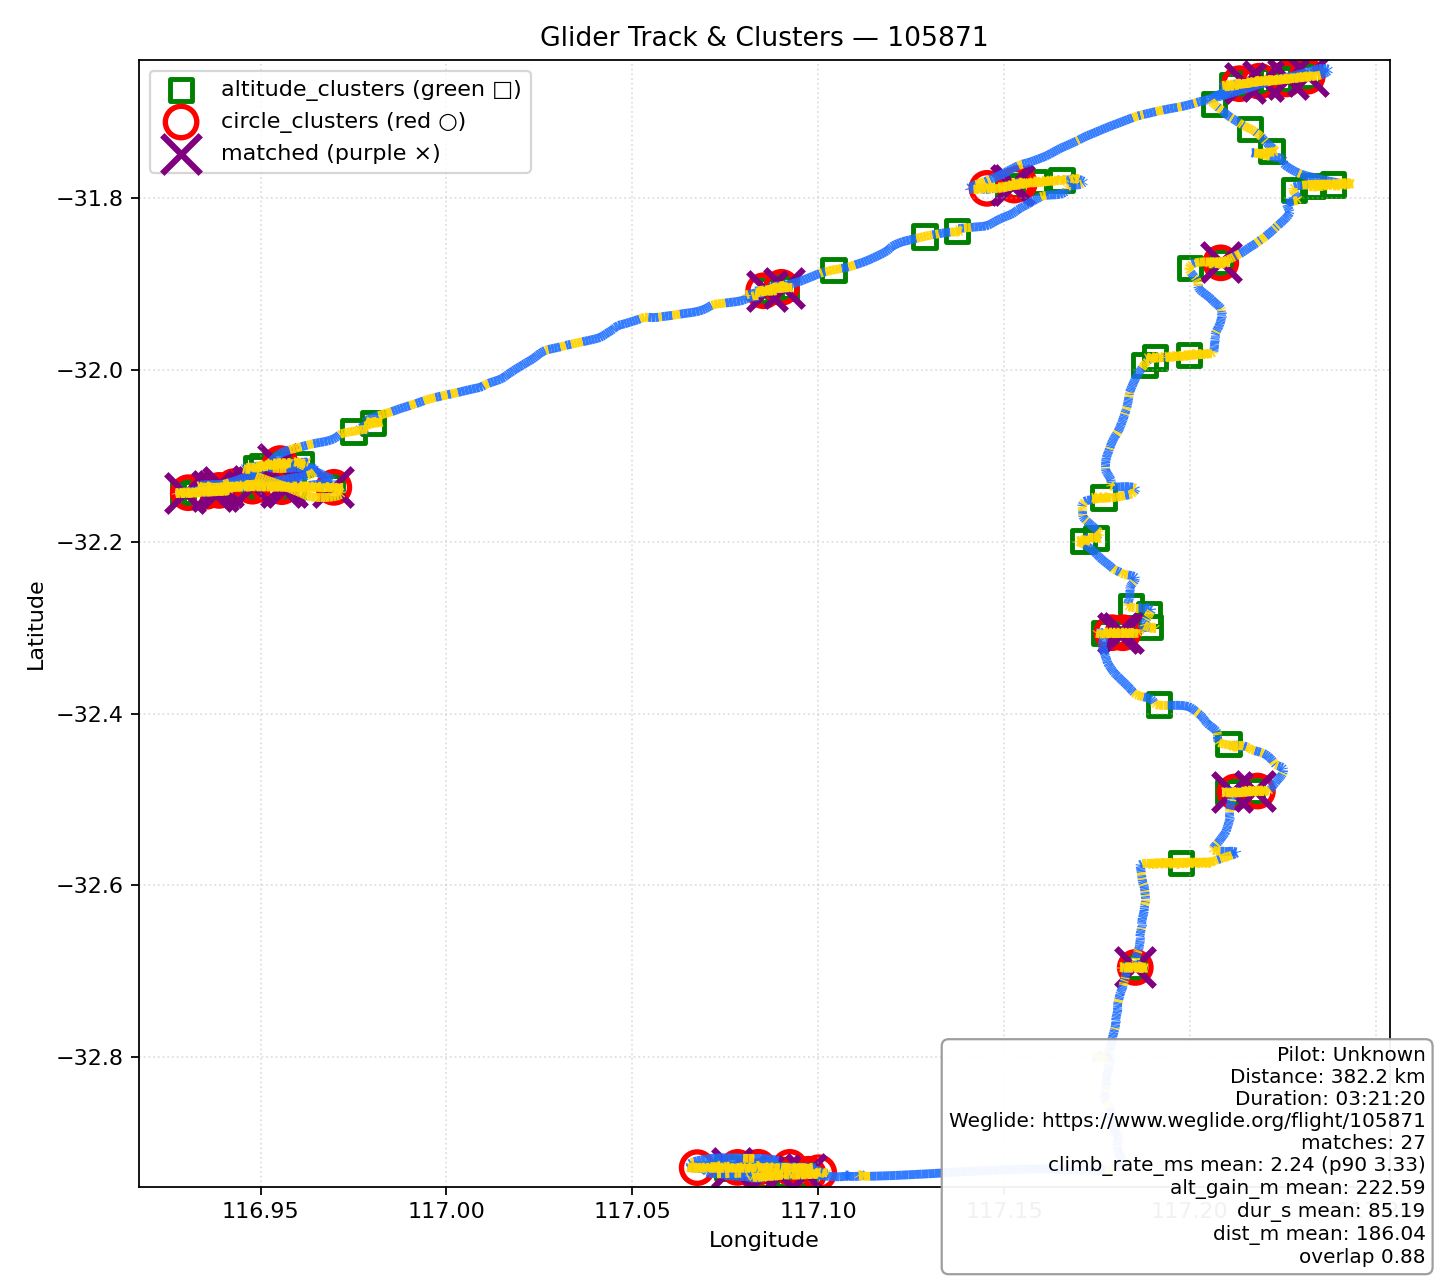 Glider Track & Clusters — 105871
altitude_clusters (green □)
circle_clusters (red ○)
matched (purple ×)
Latitude
−31.8
−32.0
−32.2
−32.4
−32.6
−32.8
116.95
117.00
117.05
117.10
117.15
117.20
Longitude
Pilot: Unknown
Distance: 382.2 km
Duration: 03:21:20
Weglide: https://www.weglide.org/flight/105871
matches: 27
climb_rate_ms mean: 2.24 (p90 3.33)
alt_gain_m mean: 222.59
dur_s mean: 85.19
dist_m mean: 186.04
overlap 0.88